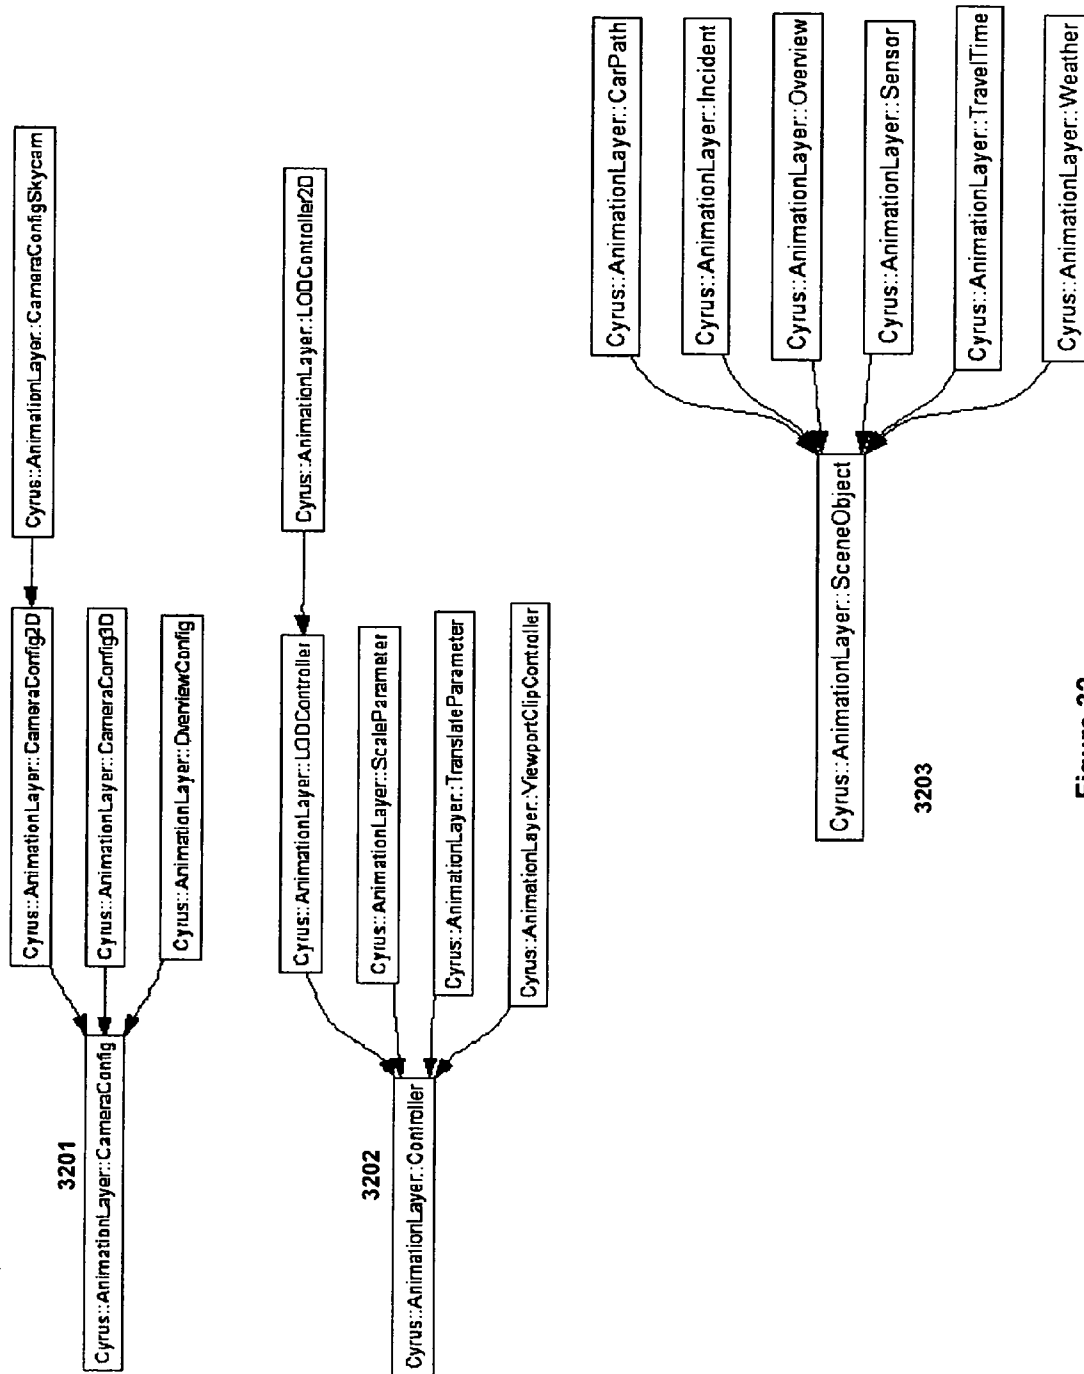 3201
Cyrus::AnimationLayer::CameraConfig
Cyrus::AnimationLayer::CameraConfig2D
Cyrus::AnimationLayer::CameraConfig3D
Cyrus::AnimationLayer::OverviewConfig
Cyrus::AnimationLayer::CameraConfigSkycam
3202
Cyrus::AnimationLayer::Controller
Cyrus::AnimationLayer::LODController
Cyrus::AnimationLayer::ScaleParameter
Cyrus::AnimationLayer::TranslateParameter
Cyrus::AnimationLayer::ViewportClipController
Cyrus::AnimationLayer::LODController2D
Cyrus::AnimationLayer::SceneObject
Cyrus::AnimationLayer::CarPath
Cyrus::AnimationLayer::Incident
Cyrus::AnimationLayer::Overview
Cyrus::AnimationLayer::Sensor
Cyrus::AnimationLayer::TravelTime
Cyrus::AnimationLayer::Weather
3203
Figure 32